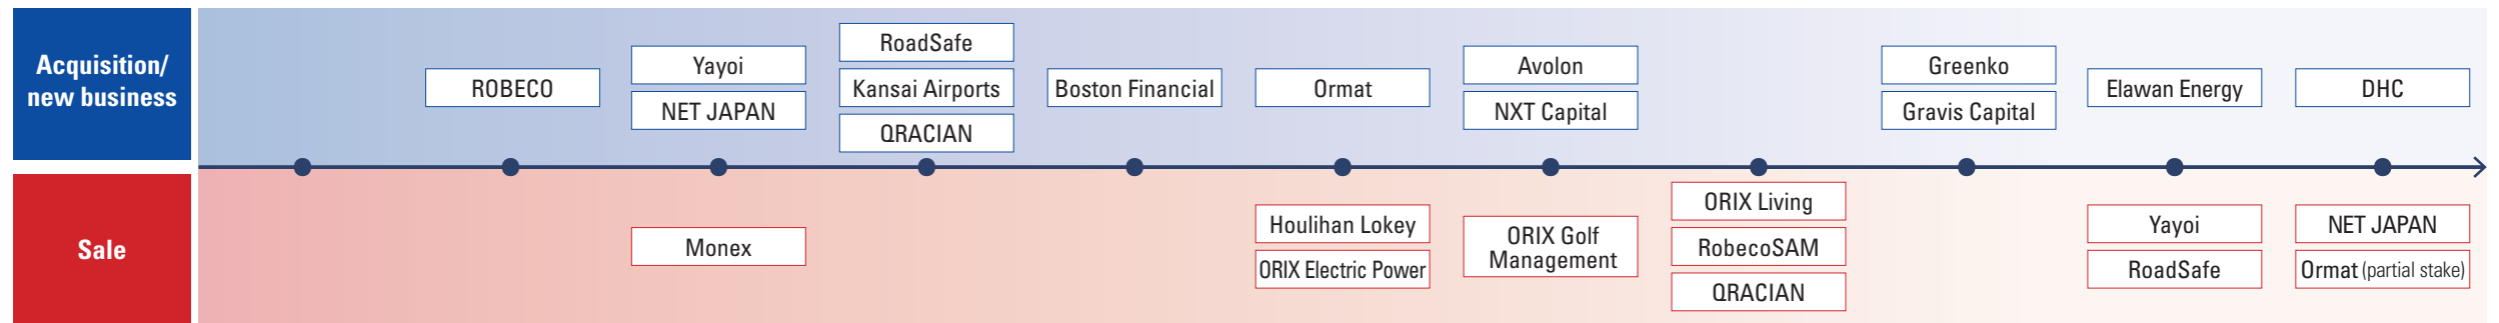 Acquisition/
new business
ROBECO
Yayoi
NET JAPAN
RoadSafe
Kansai Airports
QRACIAN
Boston Financial
Ormat
Avolon
NXT Capital
Greenko
Gravis Capital
Elawan Energy
DHC
Sale
Monex
Houlihan Lokey
ORIX Electric Power
ORIX Golf
Management
ORIX Living
RobecoSAM
QRACIAN
Yayoi
RoadSafe
NET JAPAN
Ormat (partial stake)